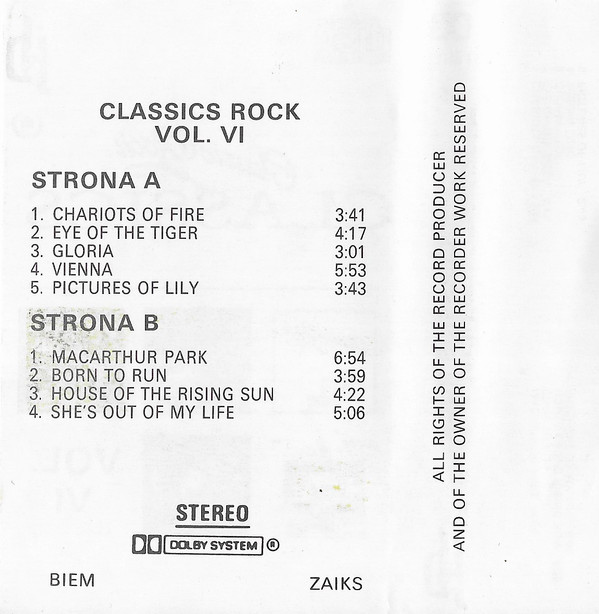 CLASSICS ROCK
VOL. VI
STRONA A
1. CHARIOTS OF FIRE 3:41
2. EYE OF THE TIGER 4:17
3. GLORIA 3:01
4. VIENNA 5:53
5. PICTURES OF LILY 3:43
STRONA B
1. MACARTHUR PARK 6:54
2. BORN TO RUN 3:59
3. HOUSE OF THE RISING SUN 4:22
4. SHE'S OUT OF MY LIFE 5:06
STEREO
DOLBY SYSTEM ®
BIEM ZAIKS
ALL RIGHTS OF THE RECORD PRODUCER
AND OF THE OWNER OF THE RECORDER WORK RESERVED